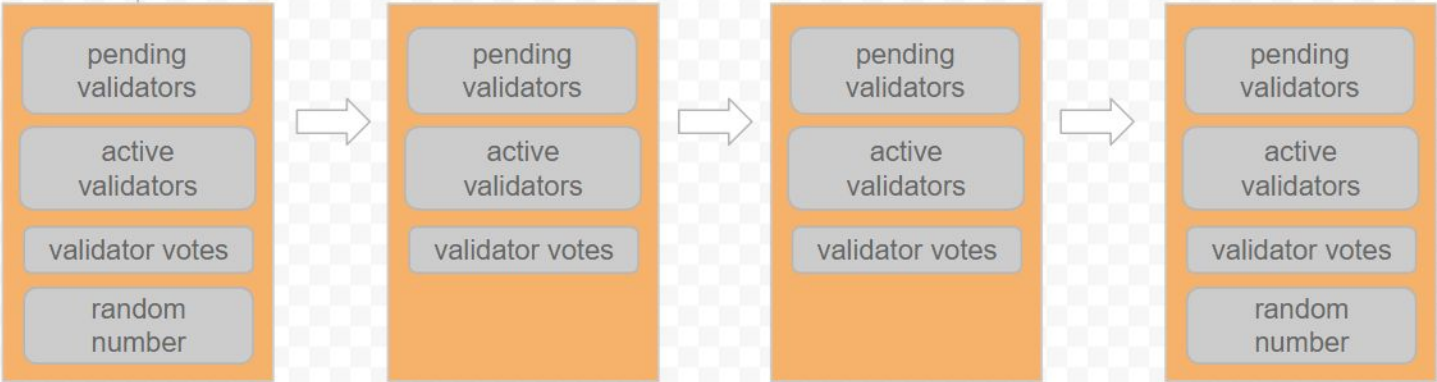 pending
validators
active
validators
validator votes
random
number
pending
validators
active
validators
validator votes
pending
validators
active
validators
validator votes
pending
validators
active
validators
validator votes
random
number